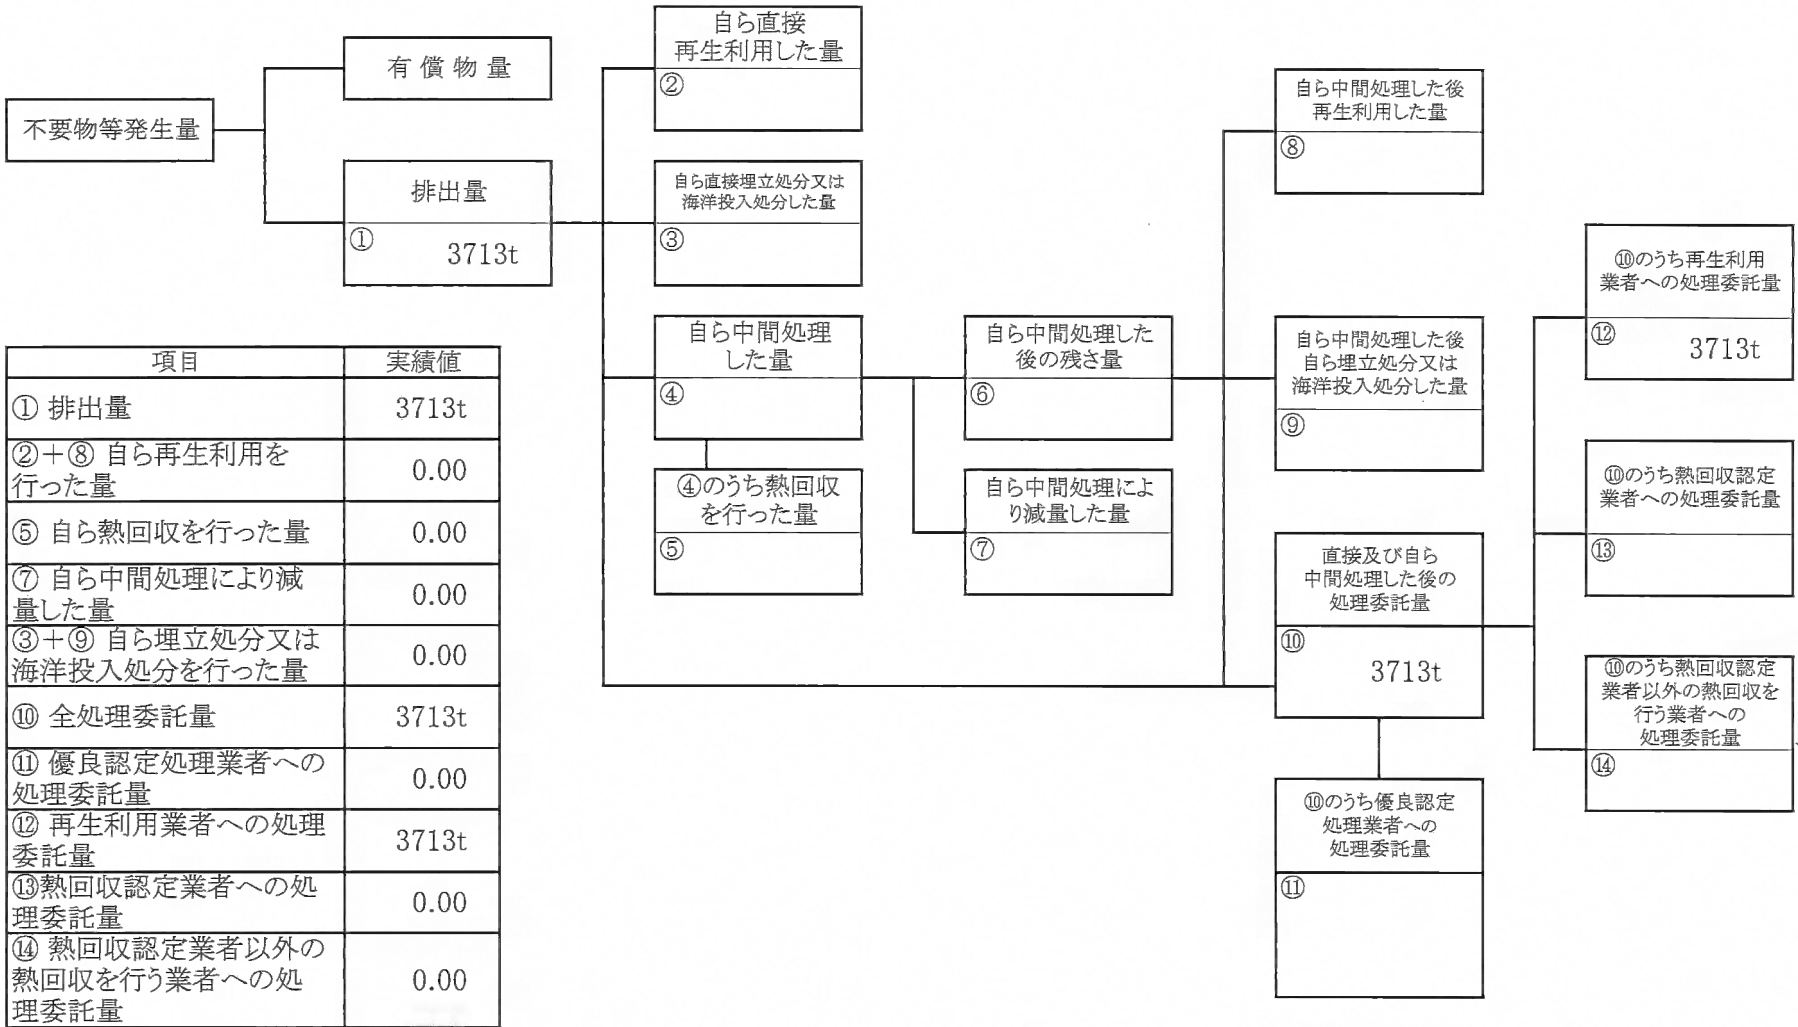 不要物等発生量
有償物量
排出量
①
3713t
自ら直接
再生利用した量
②
自ら直接埋立処分又は
海洋投入処分した量
③
自ら中間処理
した量
④
④のうち熱回収
を行った量
⑤
自ら中間処理した
後の残さ量
⑥
自ら中間処理によ
り減量した量
⑦
自ら中間処理した後
再生利用した量
⑧
自ら中間処理した後
自ら埋立処分又は
海洋投入処分した量
⑨
直接及び自ら
中間処理した後の
処理委託量
⑩
3713t
⑩のうち優良認定
処理業者への
処理委託量
⑪
⑩のうち再生利用
業者への処理委託量
⑫
3713t
⑩のうち熱回収認定
業者への処理委託量
⑬
⑩のうち熱回収認定
業者以外の熱回収を
行う業者への
処理委託量
⑭
項目 実績値
① 排出量 3713t
②＋⑧ 自ら再生利用を
行った量 0.00
⑤ 自ら熱回収を行った量 0.00
⑦ 自ら中間処理により減
量した量 0.00
③＋⑨ 自ら埋立処分又は
海洋投入処分を行った量 0.00
⑩ 全処理委託量 3713t
⑪ 優良認定処理業者への
処理委託量 0.00
⑫ 再生利用業者への処理
委託量 3713t
⑬熱回収認定業者への処
理委託量 0.00
⑭ 熱回収認定業者以外の
熱回収を行う業者への処
理委託量 0.00